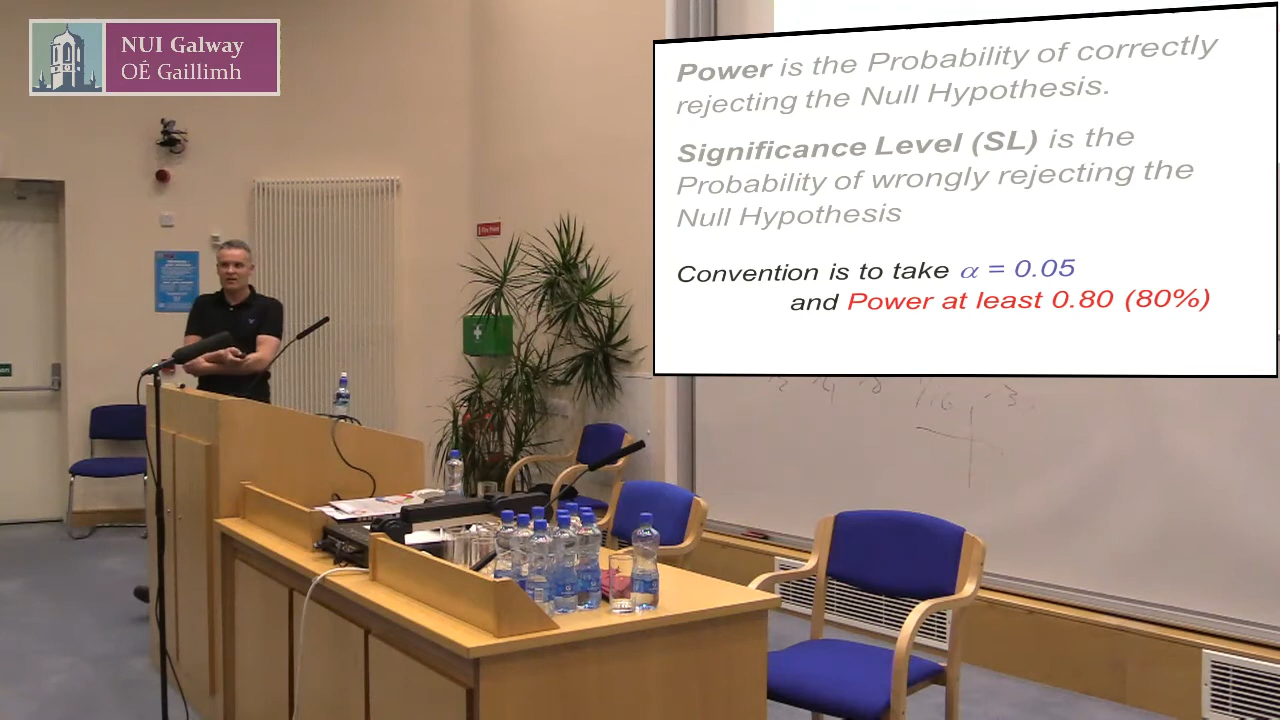 NUI Galway
OÉ Gaillimh
Power is the Probability of correctly
rejecting the Null Hypothesis.
Significance Level (SL) is the
Probability of wrongly rejecting the
Null Hypothesis
Convention is to take α = 0.05
and Power at least 0.80 (80%)